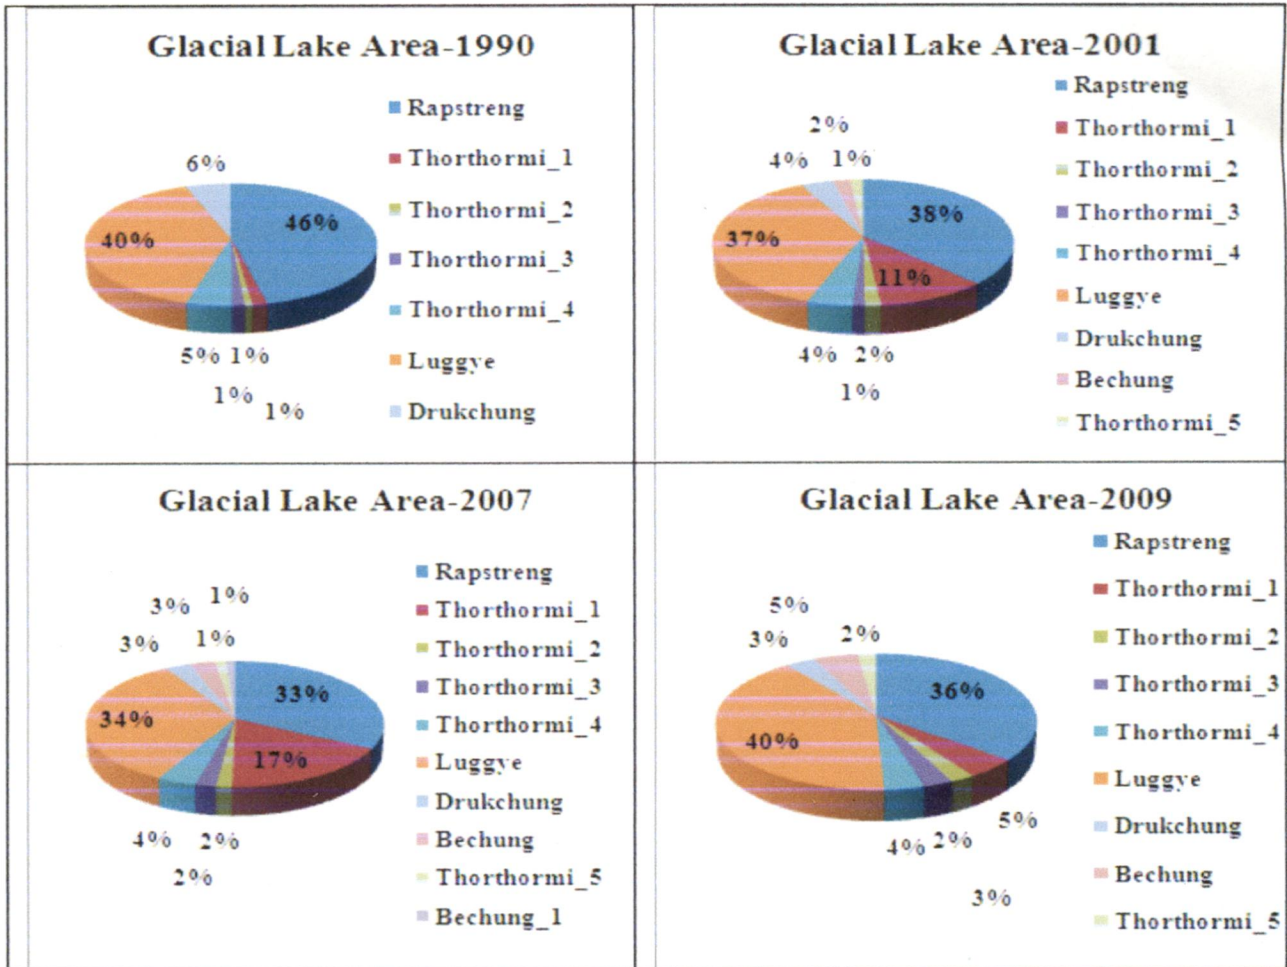 Glacial Lake Area-1990
Rapstreng
Thorthormi_1
Thorthormi_2
Thorthormi_3
Thorthormi_4
Luggye
Drukchung
6%
46%
40%
5% 1%
1%
1%
Glacial Lake Area-2001
Rapstreng
Thorthormi_1
Thorthormi_2
Thorthormi_3
Thorthormi_4
Luggye
Drukchung
Bechung
Thorthormi_5
2%
4% 1%
38%
37%
11%
4% 2%
1%
Glacial Lake Area-2007
Rapstreng
Thorthormi_1
Thorthormi_2
Thorthormi_3
Thorthormi_4
Luggye
Drukchung
Bechung
Thorthormi_5
Bechung_1
3% 1%
3% 1%
33%
34%
17%
4% 2%
2%
Glacial Lake Area-2009
Rapstreng
Thorthormi_1
Thorthormi_2
Thorthormi_3
Thorthormi_4
Luggye
Drukchung
Bechung
Thorthormi_5
5%
3% 2%
36%
40%
5%
4% 2%
3%